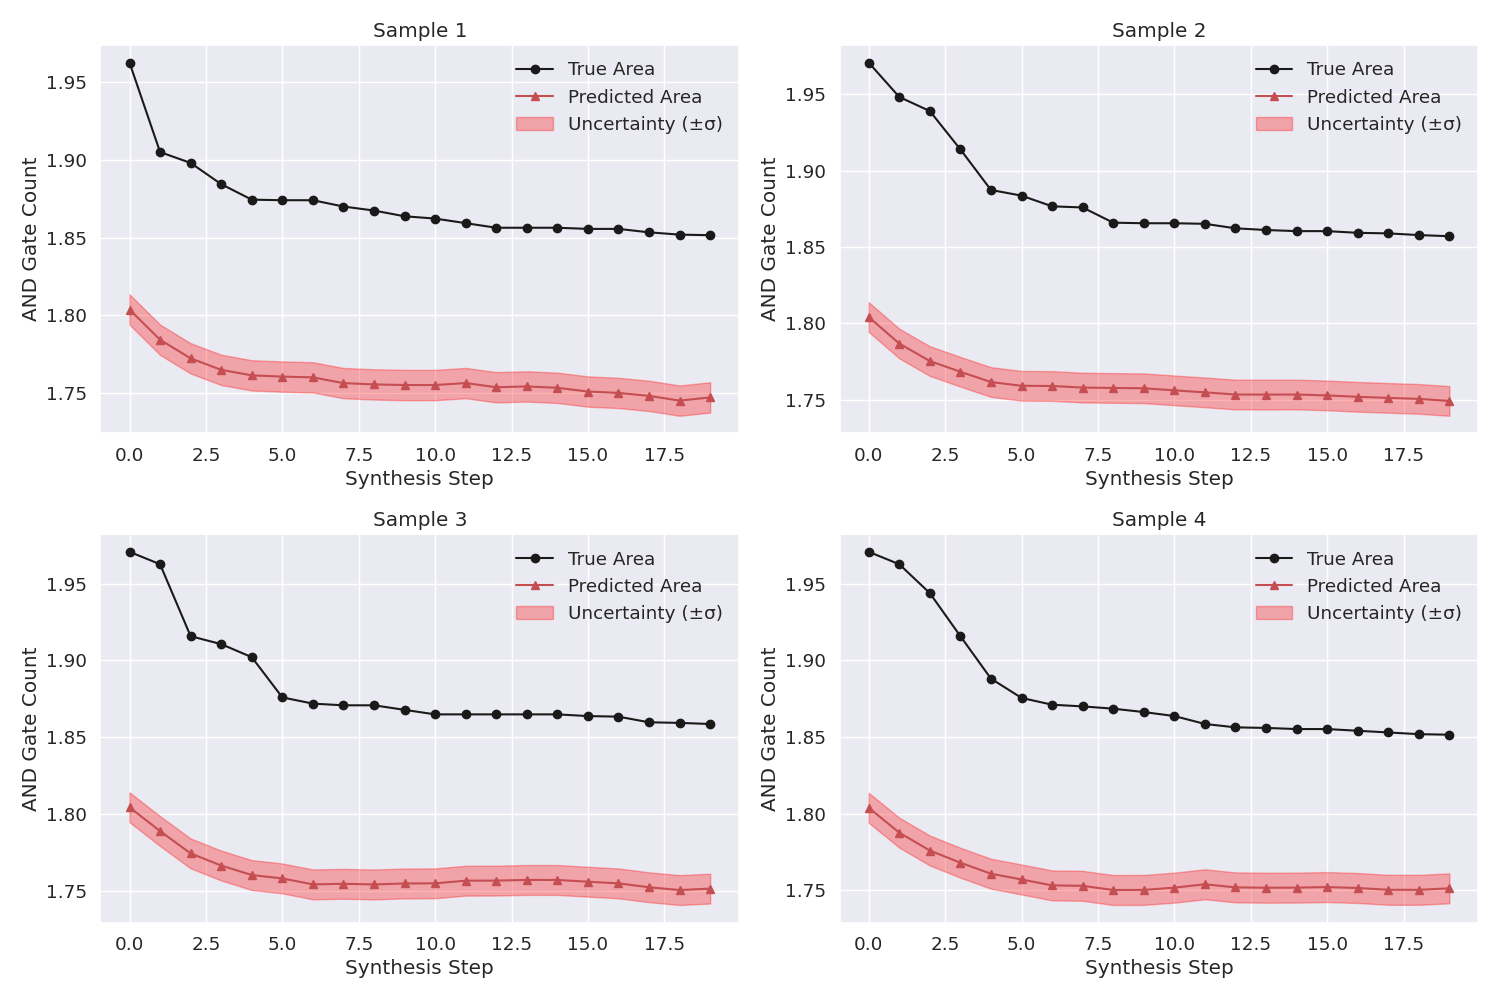 Sample 1
AND Gate Count
1.95
1.90
1.85
1.80
1.75
True Area
Predicted Area
Uncertainty (±σ)
0.0 2.5 5.0 7.5 10.0 12.5 15.0 17.5
Synthesis Step
Sample 2
AND Gate Count
1.95
1.90
1.85
1.80
1.75
True Area
Predicted Area
Uncertainty (±σ)
0.0 2.5 5.0 7.5 10.0 12.5 15.0 17.5
Synthesis Step
Sample 3
AND Gate Count
1.95
1.90
1.85
1.80
1.75
True Area
Predicted Area
Uncertainty (±σ)
0.0 2.5 5.0 7.5 10.0 12.5 15.0 17.5
Synthesis Step
Sample 4
AND Gate Count
1.95
1.90
1.85
1.80
1.75
True Area
Predicted Area
Uncertainty (±σ)
0.0 2.5 5.0 7.5 10.0 12.5 15.0 17.5
Synthesis Step